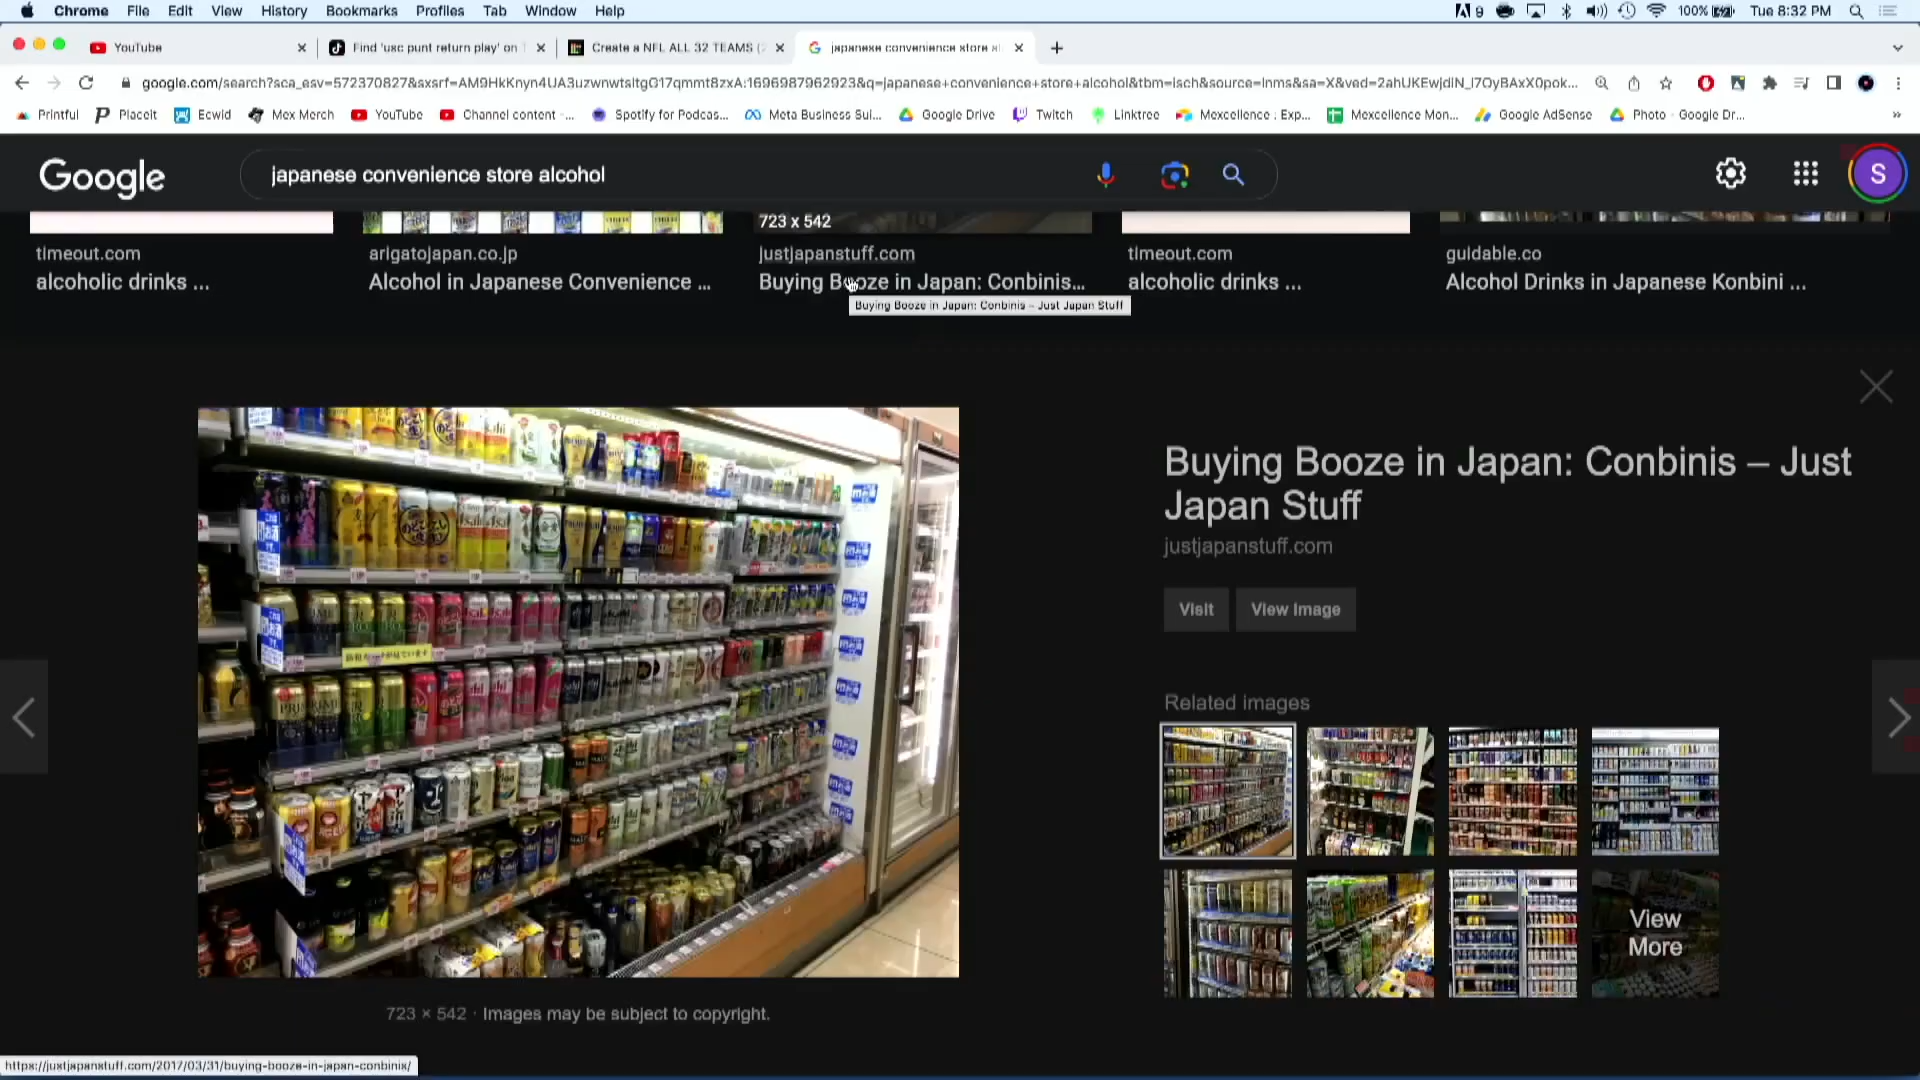 Chrome File Edit View History Bookmarks Profiles Tab Window Help
9 100% Tue 8:32 PM
YouTube
Find 'usc punt return play' on
Create a NFL ALL 32 TEAMS
japanese convenience store al
google.com/search?
Printful Placeit Ecwid Mex Merch YouTube Channel content -... Spotify for Podcas... Meta Business Sui... Google Drive Twitch Linktree Mexcellence : Exp... Mexcellence Mon... Google AdSense Photo - Google Dr... »
Google
japanese convenience store alcohol
S
723 x 542
timeout.com
alcoholic drinks ...
arigatojapan.co.jp
Alcohol in Japanese Convenience ...
justjapanstuff.com
Buying Booze in Japan: Conbinis...
timeout.com
alcoholic drinks ...
guidable.co
Alcohol Drinks in Japanese Konbini ...
Buying Booze in Japan: Conbinis – Just Japan Stuff
Buying Booze in Japan: Conbinis – Just
Japan Stuff
justjapanstuff.com
Visit
View Image
Related images
View
More
723 × 542 · Images may be subject to copyright.
https://justjapanstuff.com/2017/03/31/buying-booze-in-japan-conbinis/